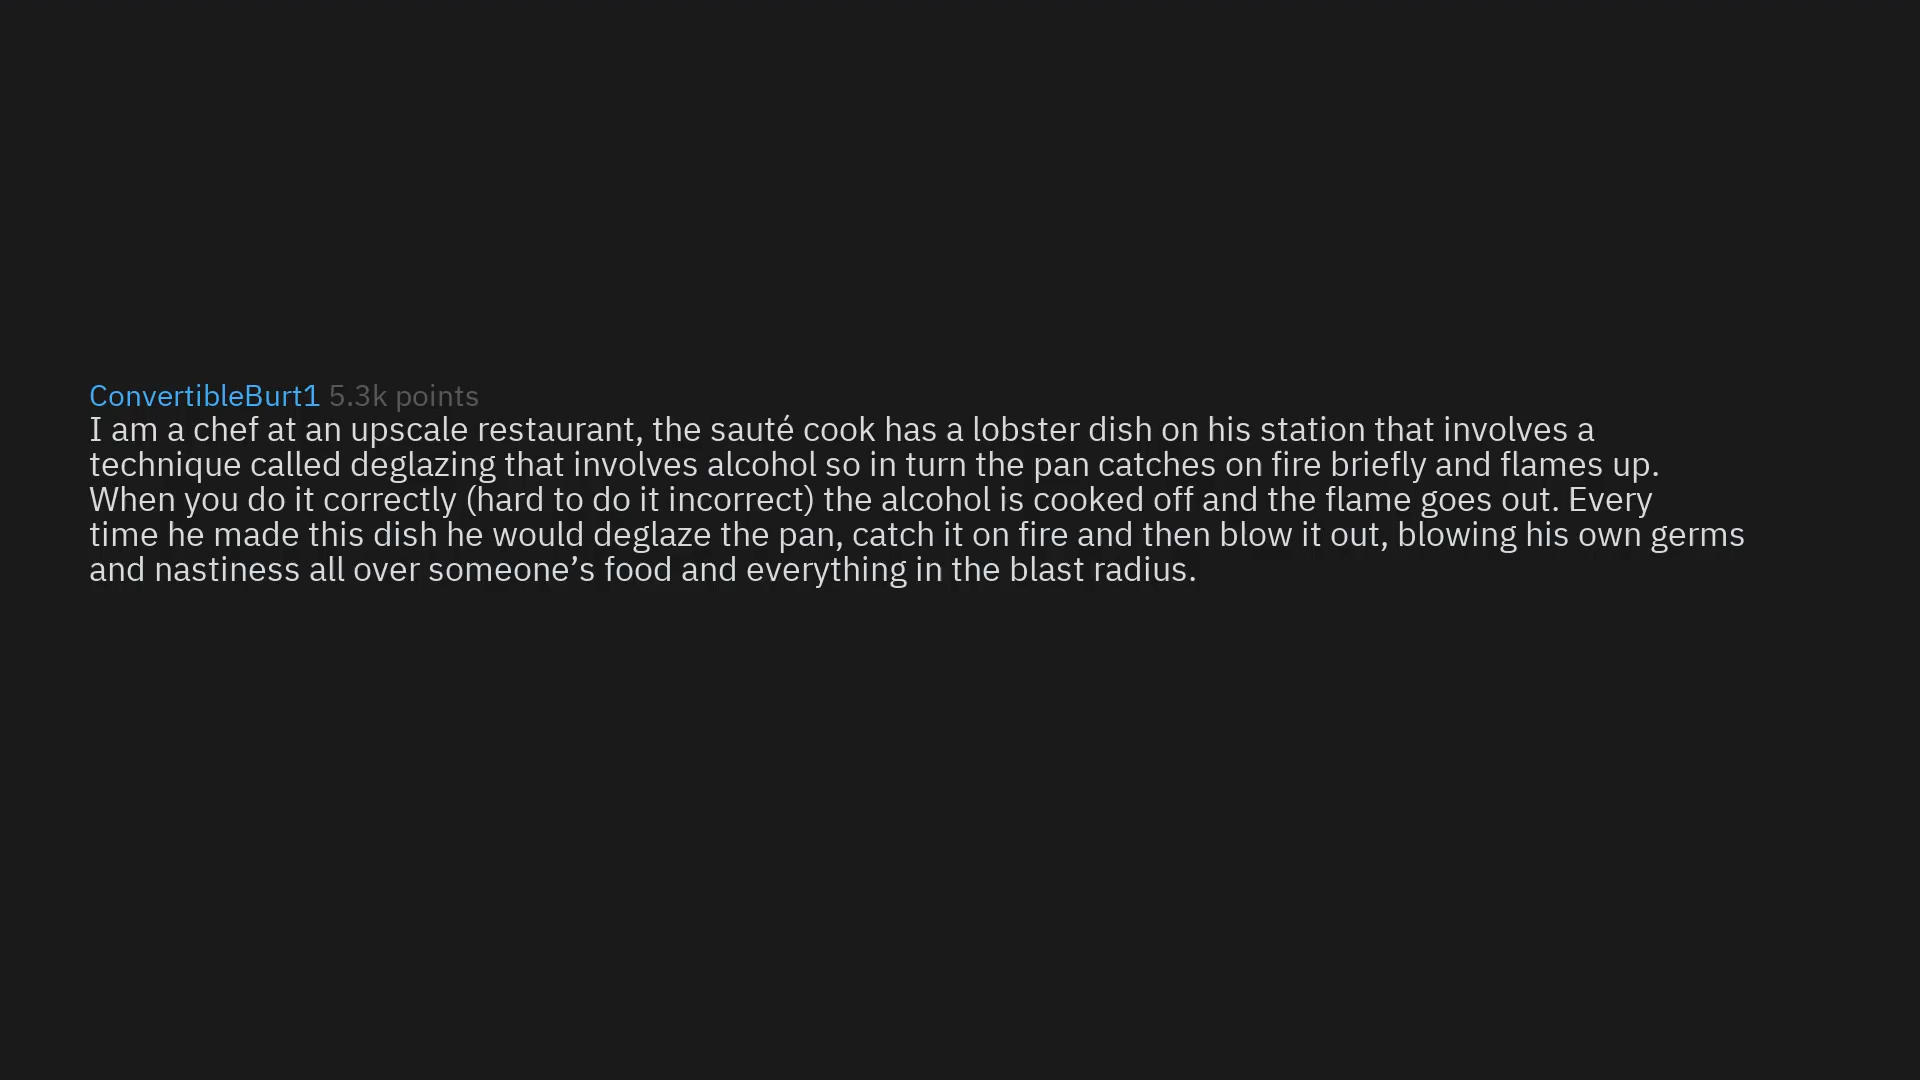 ConvertibleBurt1 5.3k points
I am a chef at an upscale restaurant, the sauté cook has a lobster dish on his station that involves a
technique called deglazing that involves alcohol so in turn the pan catches on fire briefly and flames up.
When you do it correctly (hard to do it incorrect) the alcohol is cooked off and the flame goes out. Every
time he made this dish he would deglaze the pan, catch it on fire and then blow it out, blowing his own germs
and nastiness all over someone’s food and everything in the blast radius.